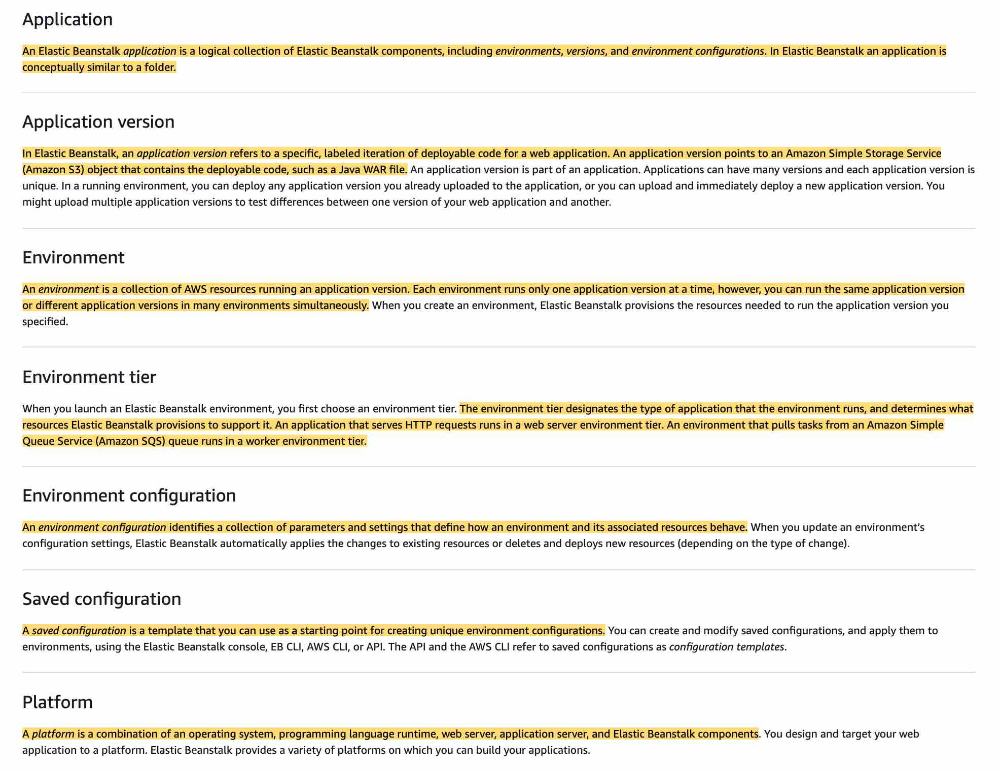 Application
An Elastic Beanstalk application is a logical collection of Elastic Beanstalk components, including environments, versions, and environment configurations. In Elastic Beanstalk an application is
conceptually similar to a folder.
Application version
In Elastic Beanstalk, an application version refers to a specific, labeled iteration of deployable code for a web application. An application version points to an Amazon Simple Storage Service
(Amazon S3) object that contains the deployable code, such as a Java WAR file. An application version is part of an application. Applications can have many versions and each application version is
unique. In a running environment, you can deploy any application version you already uploaded to the application, or you can upload and immediately deploy a new application version. You
might upload multiple application versions to test differences between one version of your web application and another.
Environment
An environment is a collection of AWS resources running an application version. Each environment runs only one application version at a time, however, you can run the same application version
or different application versions in many environments simultaneously. When you create an environment, Elastic Beanstalk provisions the resources needed to run the application version you
specified.
Environment tier
When you launch an Elastic Beanstalk environment, you first choose an environment tier. The environment tier designates the type of application that the environment runs, and determines what
resources Elastic Beanstalk provisions to support it. An application that serves HTTP requests runs in a web server environment tier. An environment that pulls tasks from an Amazon Simple
Queue Service (Amazon SQS) queue runs in a worker environment tier.
Environment configuration
An environment configuration identifies a collection of parameters and settings that define how an environment and its associated resources behave. When you update an environment’s
configuration settings, Elastic Beanstalk automatically applies the changes to existing resources or deletes and deploys new resources (depending on the type of change).
Saved configuration
A saved configuration is a template that you can use as a starting point for creating unique environment configurations. You can create and modify saved configurations, and apply them to
environments, using the Elastic Beanstalk console, EB CLI, AWS CLI, or API. The API and the AWS CLI refer to saved configurations as configuration templates.
Platform
A platform is a combination of an operating system, programming language runtime, web server, application server, and Elastic Beanstalk components. You design and target your web
application to a platform. Elastic Beanstalk provides a variety of platforms on which you can build your applications.